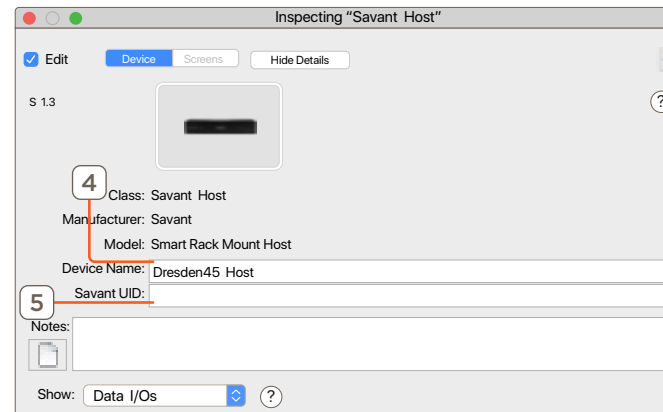 Inspecting “Savant Host”
Edit Device Screens Hide Details
S 1.3
?
4
Class: Savant Host
Manufacturer: Savant
Model: Smart Rack Mount Host
Device Name: Dresden45 Host
Savant UID:
5
Notes:
Show: Data I/Os ?